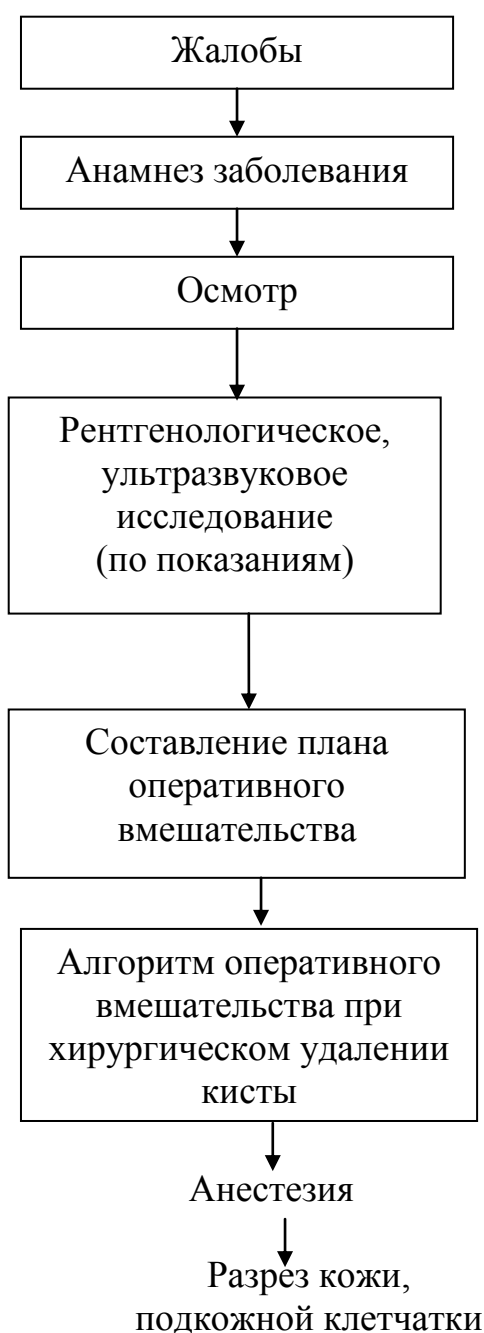 Жалобы
Анамнез заболевания
Осмотр
Рентгенологическое,
ультразвуковое
исследование
(по показаниям)
Составление плана
оперативного
вмешательства
Алгоритм оперативного
вмешательства при
хирургическом удалении
кисты
Анестезия
Разрез кожи,
подкожной клетчатки